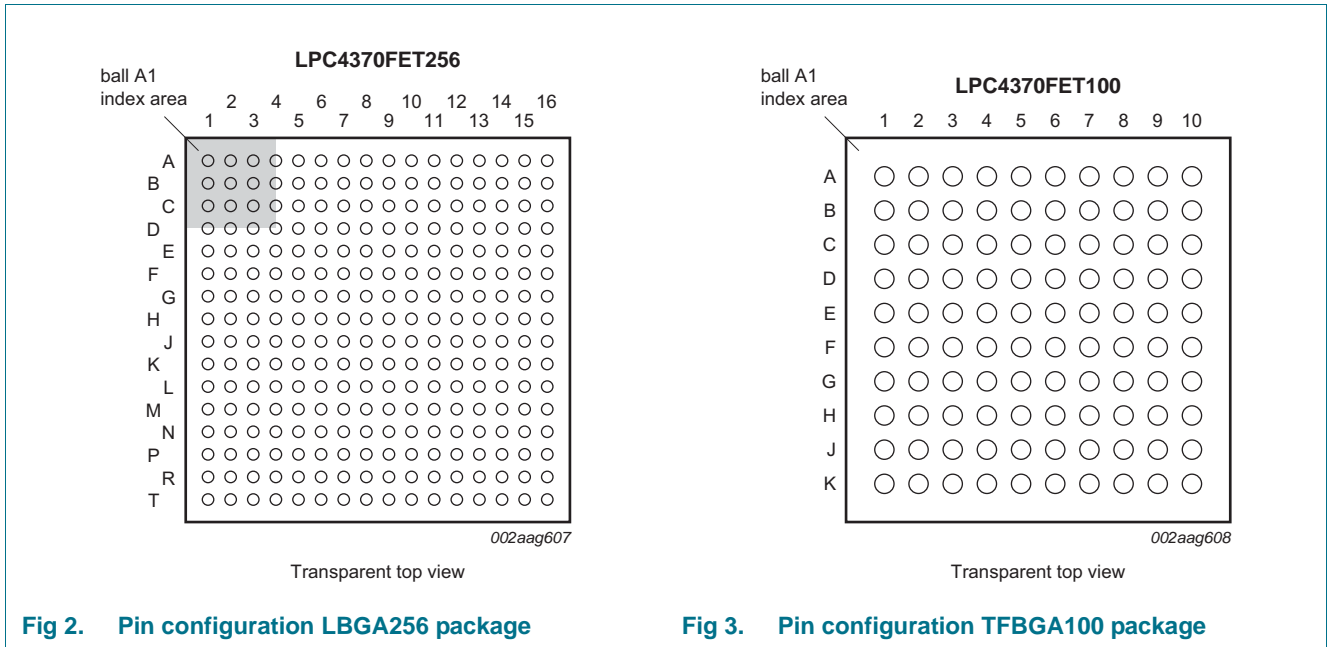 LPC4370FET256
ball A1
index area
2 4 6 8 10 12 14 16
1 3 5 7 9 11 13 15
A
B
C
D
E
F
G
H
J
K
L
M
N
P
R
T
002aag607
Transparent top view
Fig 2. Pin configuration LBGA256 package
LPC4370FET100
ball A1
index area
1 2 3 4 5 6 7 8 9 10
A
B
C
D
E
F
G
H
J
K
002aag608
Transparent top view
Fig 3. Pin configuration TFBGA100 package